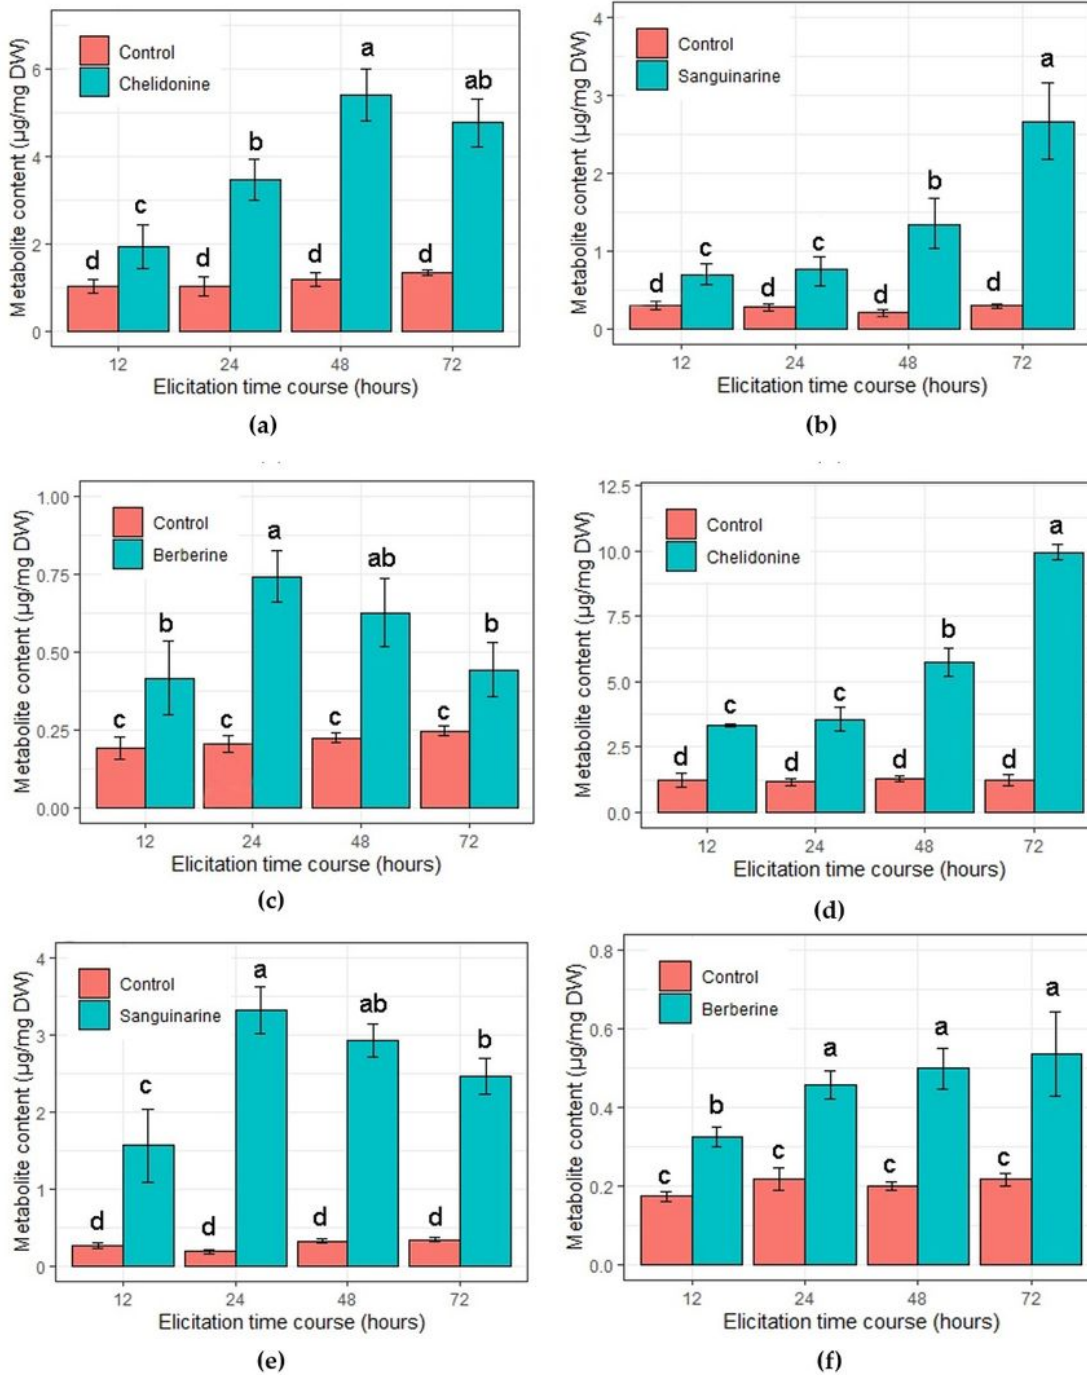 Metabolite content (µg/mg DW)
Control
Chelidonine
6
4
2
0
d
c
d
b
d
a
d
ab
12
24
48
72
Elicitation time course (hours)
(a)
Metabolite content (µg/mg DW)
Control
Sanguinarine
4
3
2
1
0
d
c
d
c
d
b
d
a
12
24
48
72
Elicitation time course (hours)
(b)
Metabolite content (µg/mg DW)
Control
Berberine
1.00
0.75
0.50
0.25
0.00
c
b
c
a
c
ab
c
b
12
24
48
72
Elicitation time course (hours)
(c)
Metabolite content (µg/mg DW)
Control
Chelidonine
12.5
10.0
7.5
5.0
2.5
0.0
d
c
d
c
d
b
d
a
12
24
48
72
Elicitation time course (hours)
(d)
Metabolite content (µg/mg DW)
Control
Sanguinarine
4
3
2
1
0
d
c
d
a
d
ab
d
b
12
24
48
72
Elicitation time course (hours)
(e)
Metabolite content (µg/mg DW)
Control
Berberine
0.8
0.6
0.4
0.2
0.0
c
b
c
a
c
a
c
a
12
24
48
72
Elicitation time course (hours)
(f)